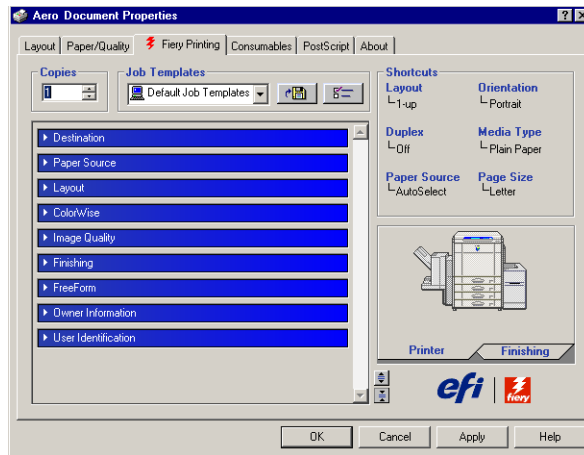 Aero Document Properties
Layout Paper/Quality Fiery Printing Consumables PostScript About
Copies
1
Job Templates
Default Job Templates
Destination
Paper Source
Layout
ColorWise
Image Quality
Finishing
FreeForm
Owner Information
User Identification
Shortcuts
Layout Orientation
1-up Portrait
Duplex Media Type
Off Plain Paper
Paper Source Page Size
AutoSelect Letter
Printer Finishing
efi fiery
OK Cancel Apply Help